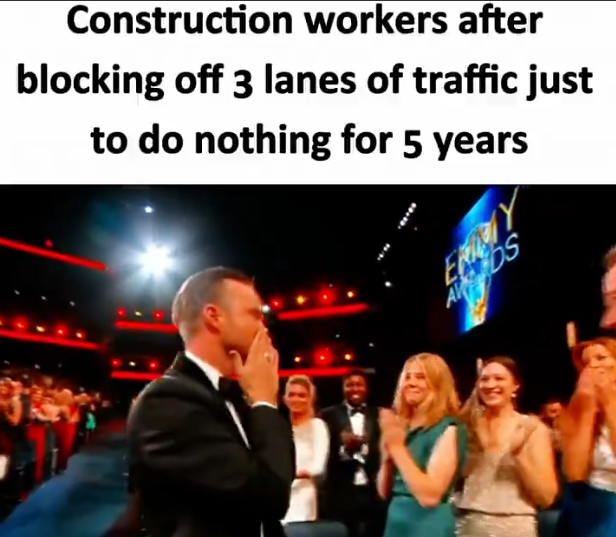 Construction workers after
blocking off 3 lanes of traffic just
to do nothing for 5 years
EMMY
AWARDS